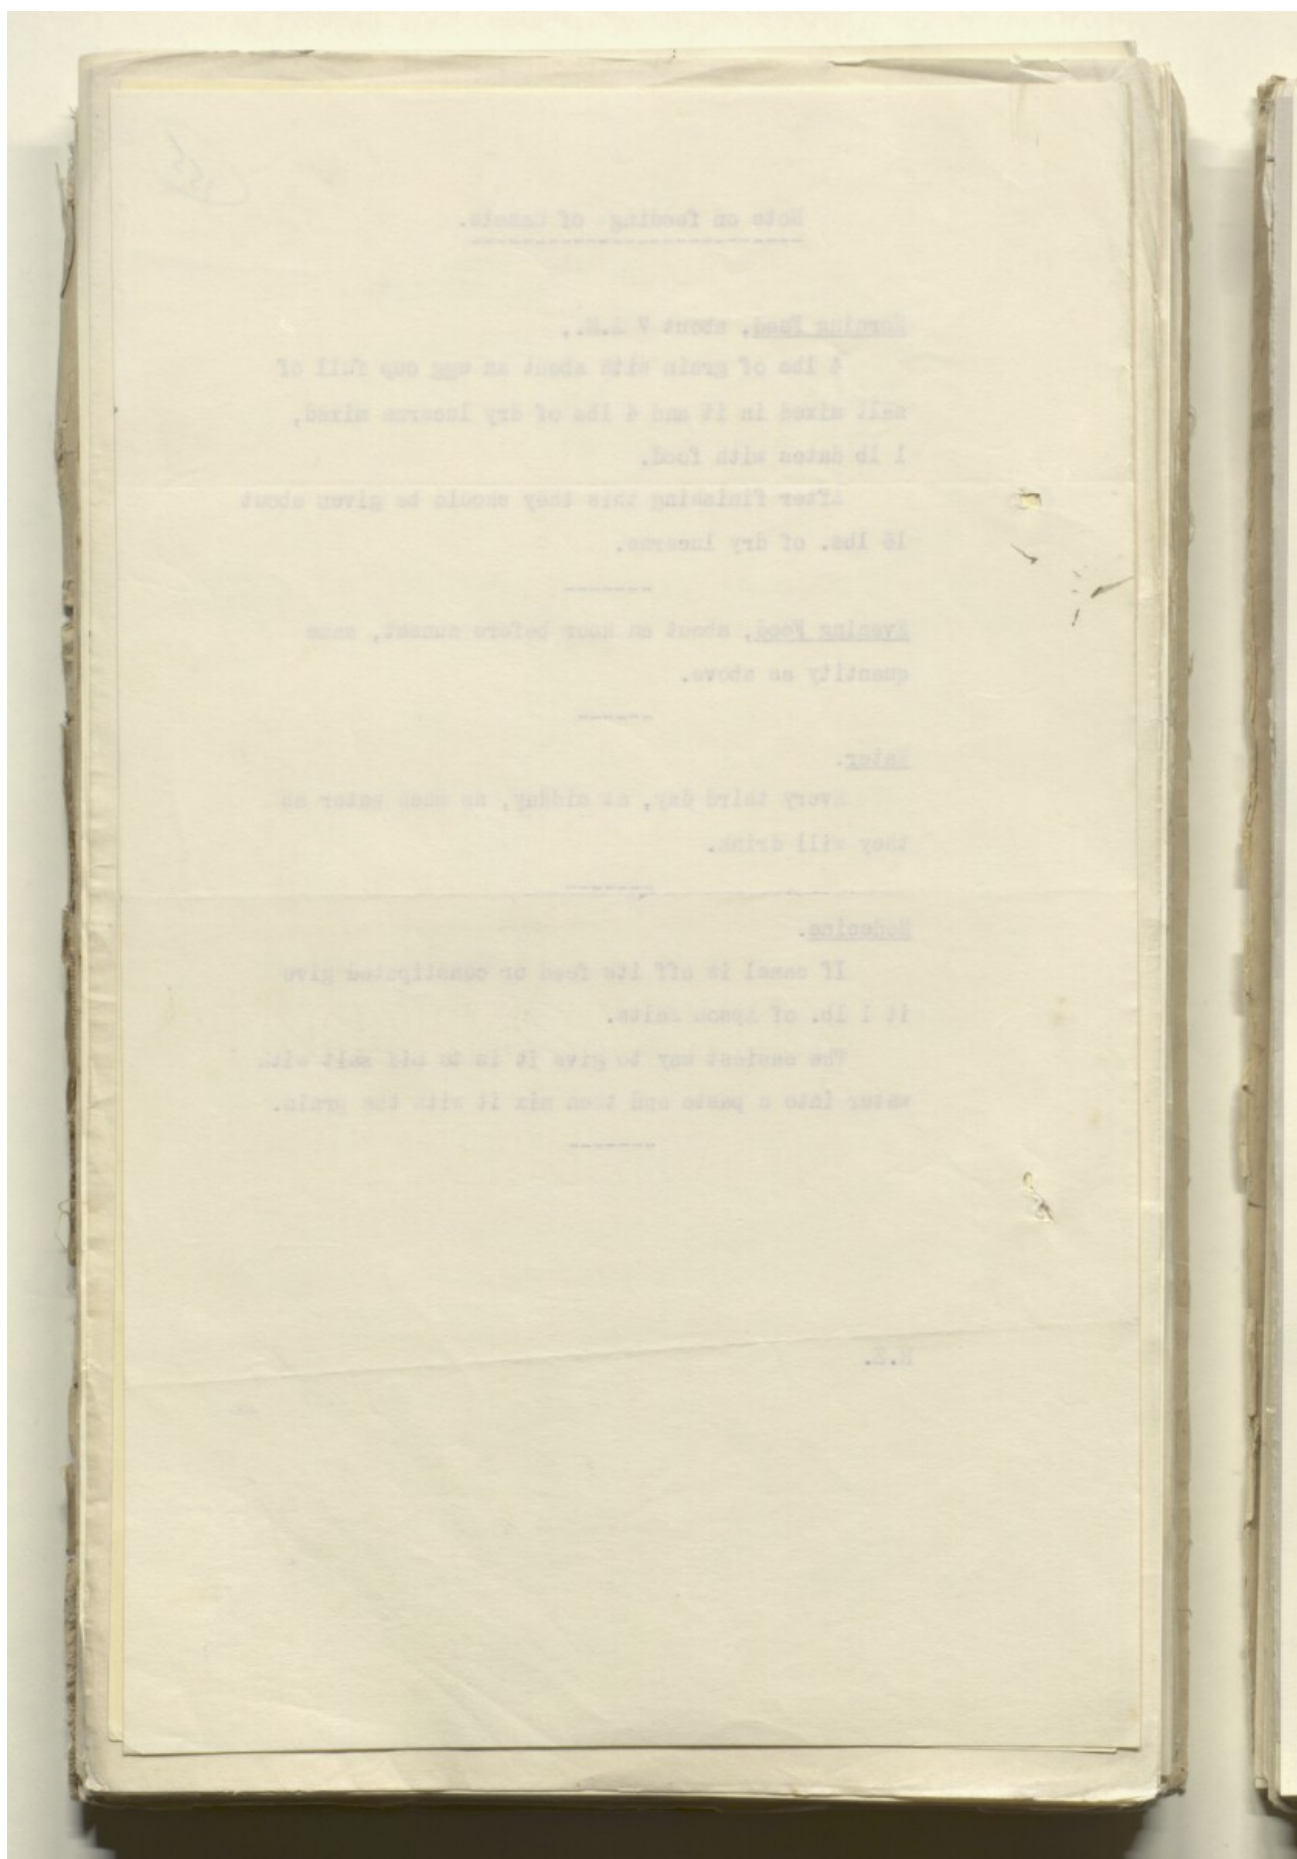 Note on feeding of Camels.
Morning Feed, about 7 A.M.,
4 lbs of grain with about an egg cup full of
salt mixed in it and 4 lbs of dry lucerne mixed,
1 lb dates with food.
After finishing this they should be given about
16 lbs. of dry lucerne.
Evening Feed, about an hour before sunset, same
quantity as above.
Water.
Every third day, at midday, as much water as
they will drink.
Medecine.
If camel is off its feed or constipated give
it 1 lb. of Epsom Salts.
The easiest way to give it is to mix salt with
water into a paste and then mix it with the grain.